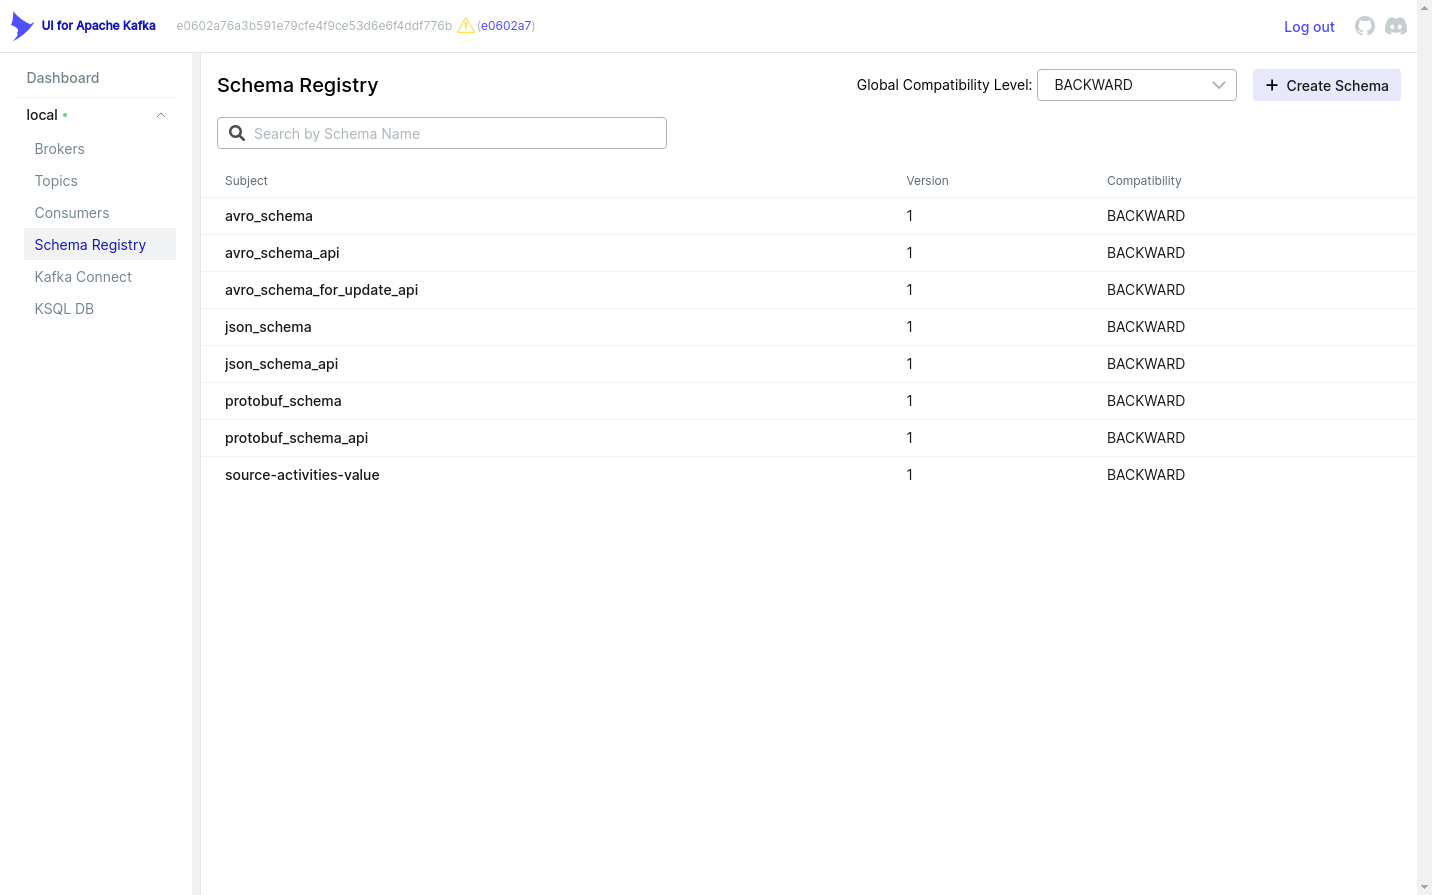 UI for Apache Kafka e0602a76a3b591e79cfe4f9ce53d6e6f4ddf776b (e0602a7) Log out
Dashboard
local
Brokers
Topics
Consumers
Schema Registry
Kafka Connect
KSQL DB
Schema Registry Global Compatibility Level: BACKWARD Create Schema
Search by Schema Name
Subject Version Compatibility
avro_schema 1 BACKWARD
avro_schema_api 1 BACKWARD
avro_schema_for_update_api 1 BACKWARD
json_schema 1 BACKWARD
json_schema_api 1 BACKWARD
protobuf_schema 1 BACKWARD
protobuf_schema_api 1 BACKWARD
source-activities-value 1 BACKWARD